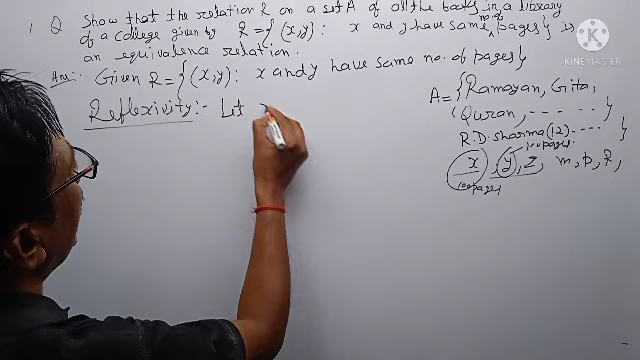 1 Q Show that the relation R on a set A of all the books in a library
of a college given by R = {(x,y): x and y have same no. of pages} is
an equivalence relation.
Ans: Given R = {(x,y): x and y have same no. of pages}
Reflexivity:- Let
A = {Ramayan, Gita,
Quran, - - - - -
R.D. Sharma (12) - - - - }
x, y, z, m, p, R,
100 pages
100 pages
Made With
KINEMASTER